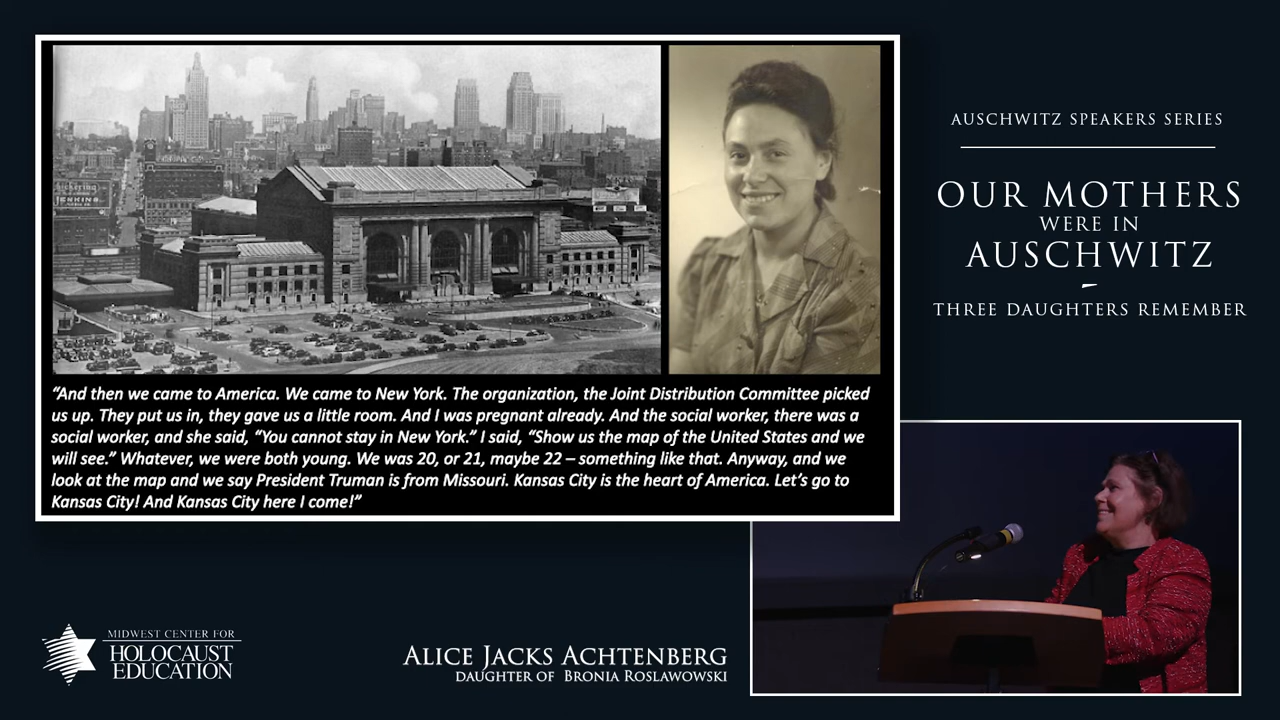 “And then we came to America. We came to New York. The organization, the Joint Distribution Committee picked
us up. They put us in, they gave us a little room. And I was pregnant already. And the social worker, there was a
social worker, and she said, “You cannot stay in New York.” I said, “Show us the map of the United States and we
will see.” Whatever, we were both young. We was 20, or 21, maybe 22 – something like that. Anyway, and we
look at the map and we say President Truman is from Missouri. Kansas City is the heart of America. Let’s go to
Kansas City! And Kansas City here I come!”
AUSCHWITZ SPEAKERS SERIES
OUR MOTHERS
WERE IN
AUSCHWITZ
THREE DAUGHTERS REMEMBER
MIDWEST CENTER FOR
HOLOCAUST
EDUCATION
ALICE JACKS ACHTENBERG
DAUGHTER OF BRONIA ROSLAWOWSKI